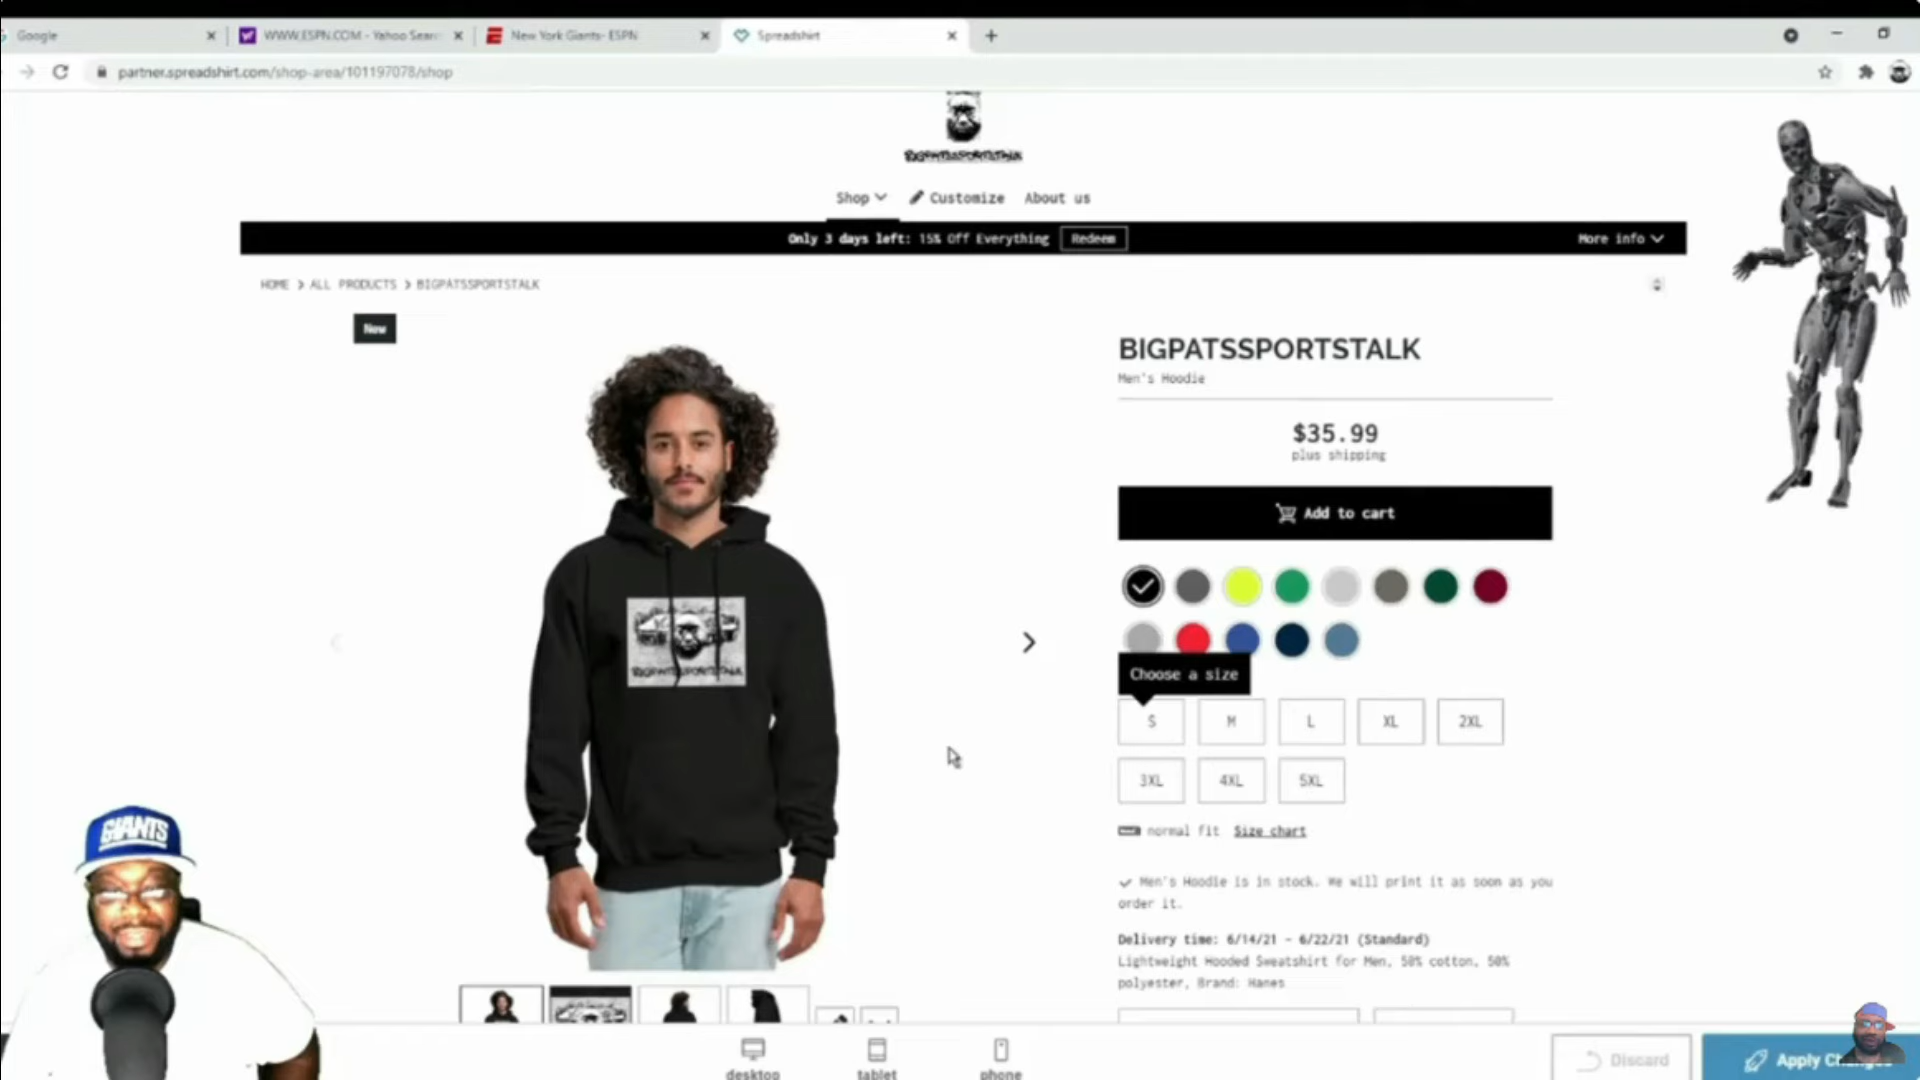 Google
WWW.ESPN.COM - Yahoo Sear
New York Giants- ESPN
Spreadshirt
partner.spreadshirt.com/shop-area/101197078/shop
BIGPATSSPORTSTALK
Shop
Customize
About us
Only 3 days left: 15% Off Everything
Redeem
More info
HOME > ALL PRODUCTS > BIGPATSSPORTSTALK
New
BIGPATSSPORTSTALK
Men's Hoodie
$35.99
plus shipping
Add to cart
BIGPATSSPORTSTALK
Choose a size
S M L XL 2XL
3XL 4XL 5XL
normal fit Size chart
GIANTS
Men's Hoodie is in stock. We will print it as soon as you
order it.
Delivery time: 6/14/21 - 6/22/21 (Standard)
Lightweight Hooded Sweatshirt for Men, 50% cotton, 50%
polyester, Brand: Hanes
desktop
tablet
phone
Discard
Apply Changes